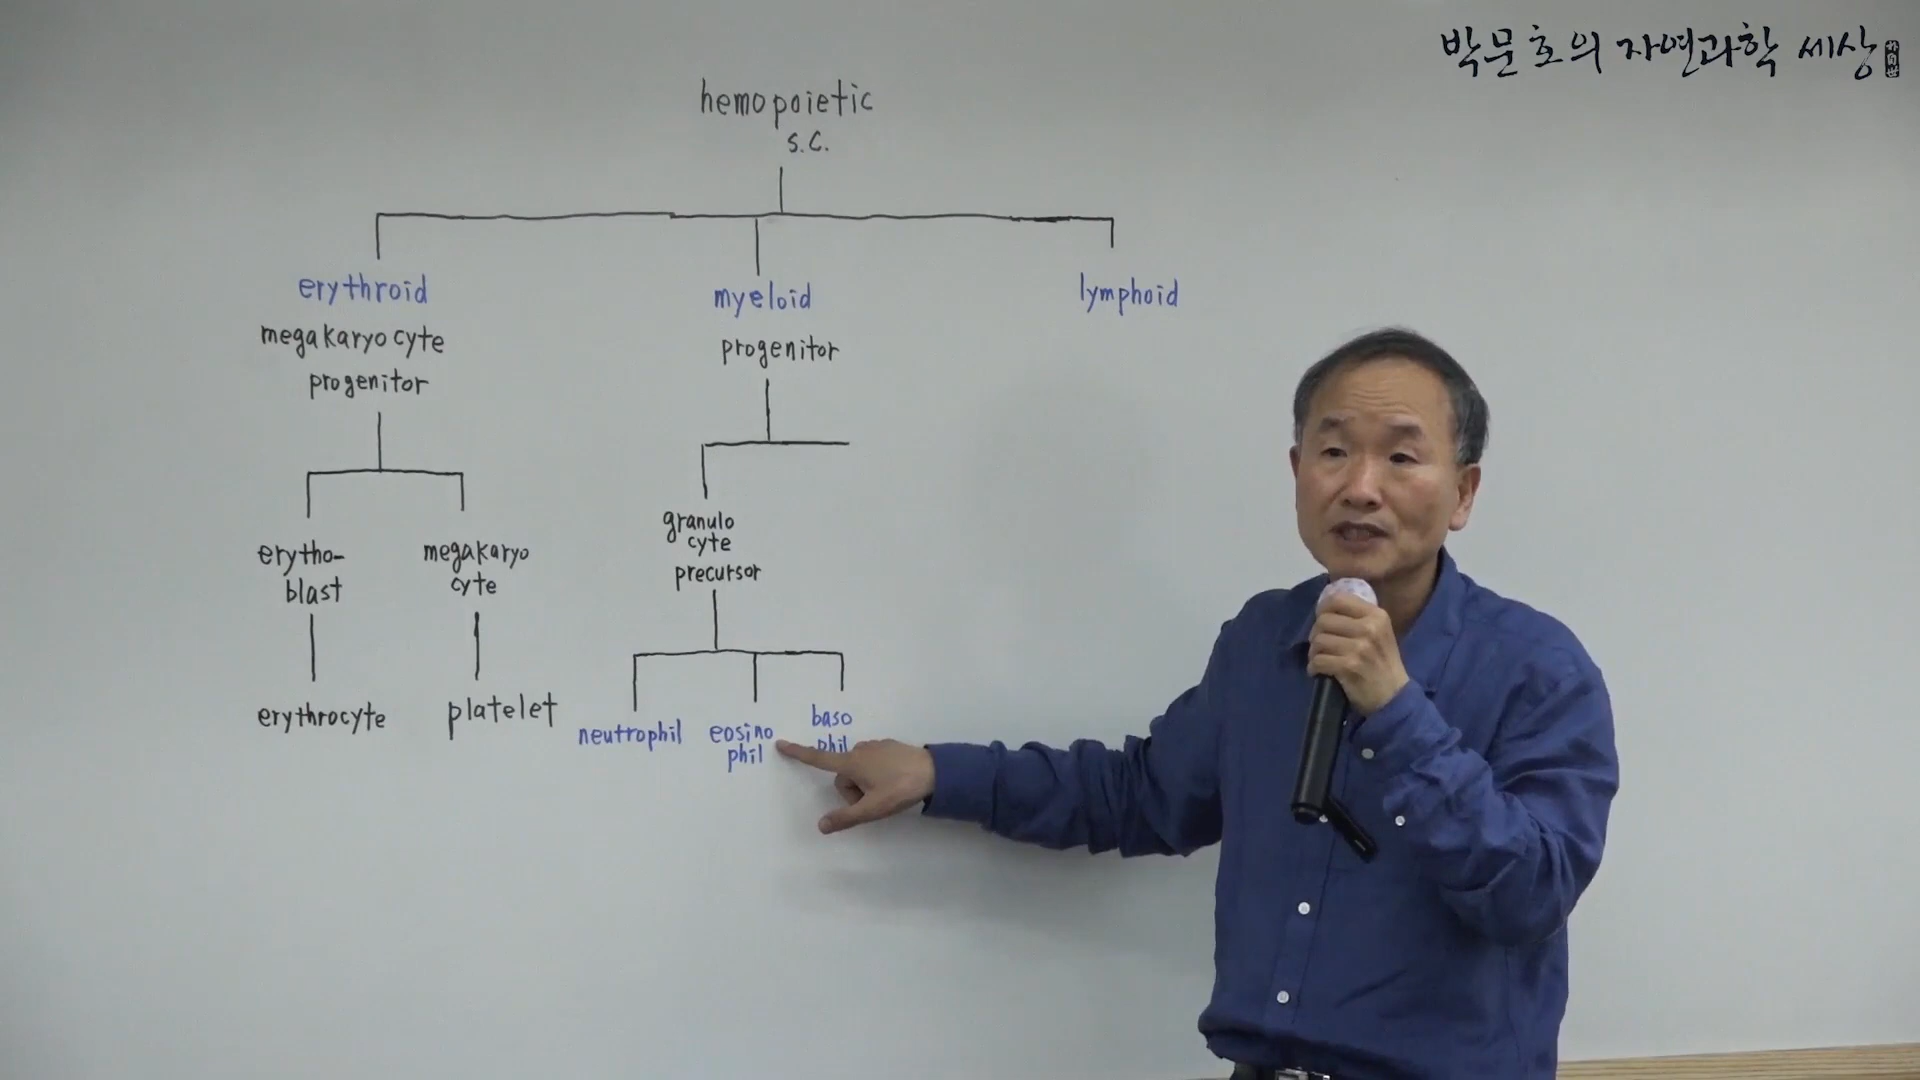 박문호의 자연과학 세상
hemopoietic
s.c.
erythroid
megakaryocyte
progenitor
myeloid
progenitor
lymphoid
erytho-
blast
megakaryo
cyte
granulo
cyte
precursor
erythrocyte
platelet
neutrophil
eosino
phil
baso
phil